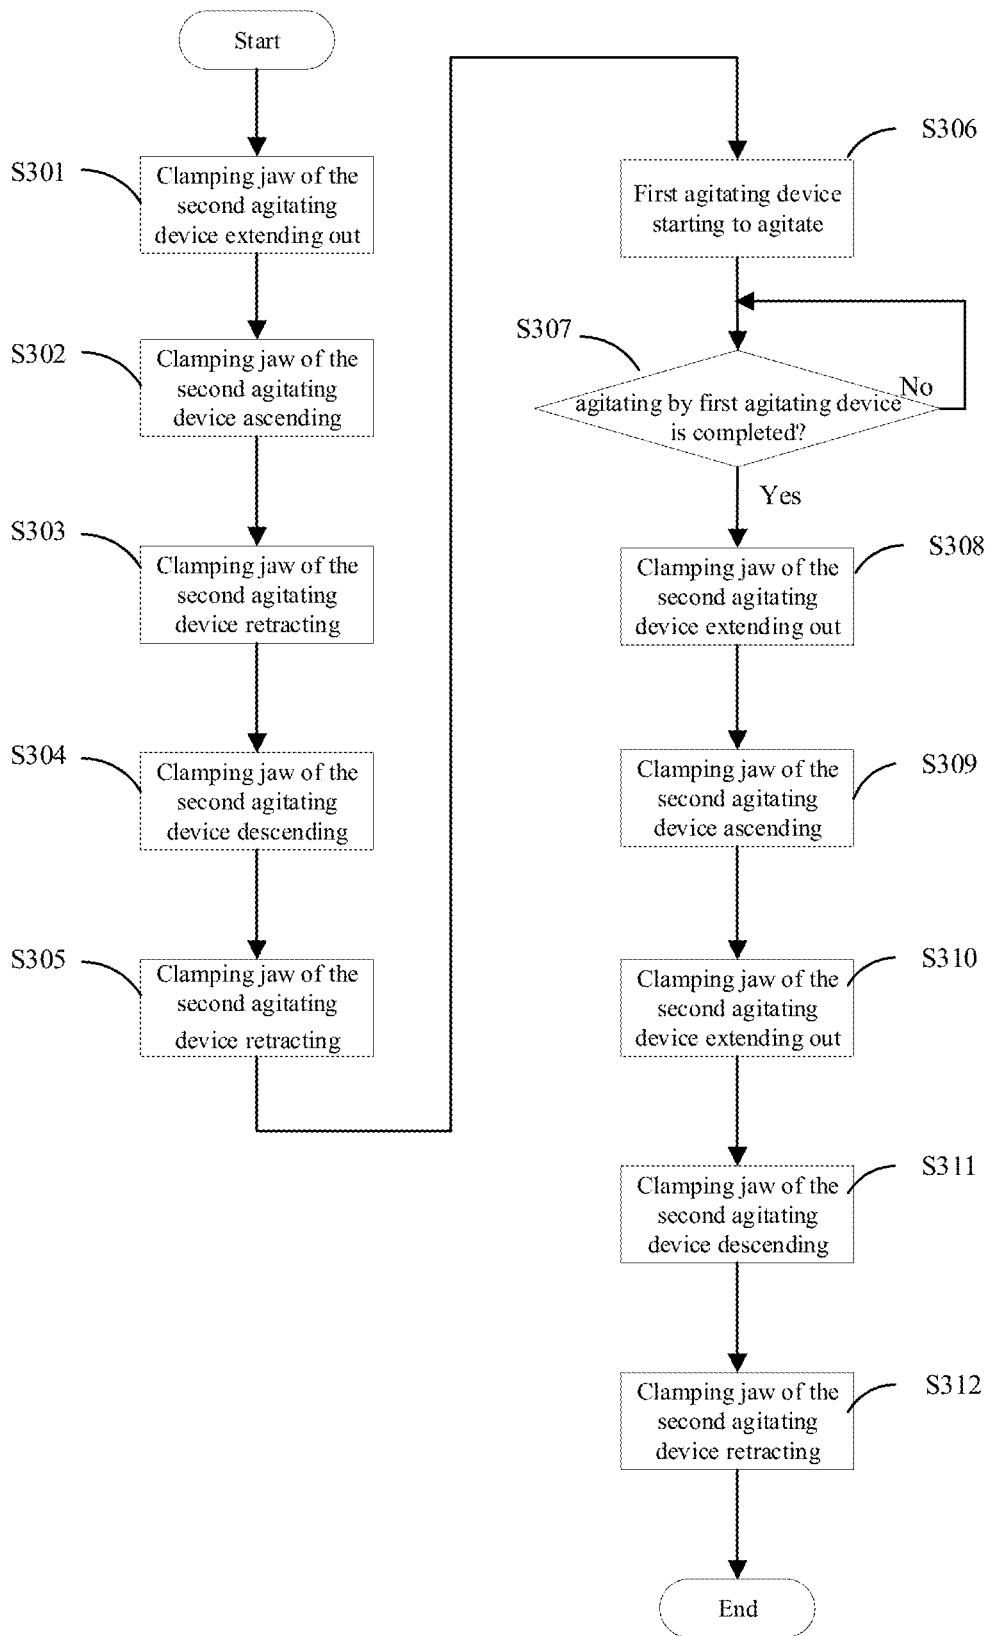 Start
S301
Clamping jaw of the
second agitating
device extending out
S302
Clamping jaw of the
second agitating
device ascending
S303
Clamping jaw of the
second agitating
device retracting
S304
Clamping jaw of the
second agitating
device descending
S305
Clamping jaw of the
second agitating
device retracting
S306
First agitating device
starting to agitate
S307
agitating by first agitating device
is completed?
No
Yes
S308
Clamping jaw of the
second agitating
device extending out
S309
Clamping jaw of the
second agitating
device ascending
S310
Clamping jaw of the
second agitating
device extending out
S311
Clamping jaw of the
second agitating
device descending
S312
Clamping jaw of the
second agitating
device retracting
End